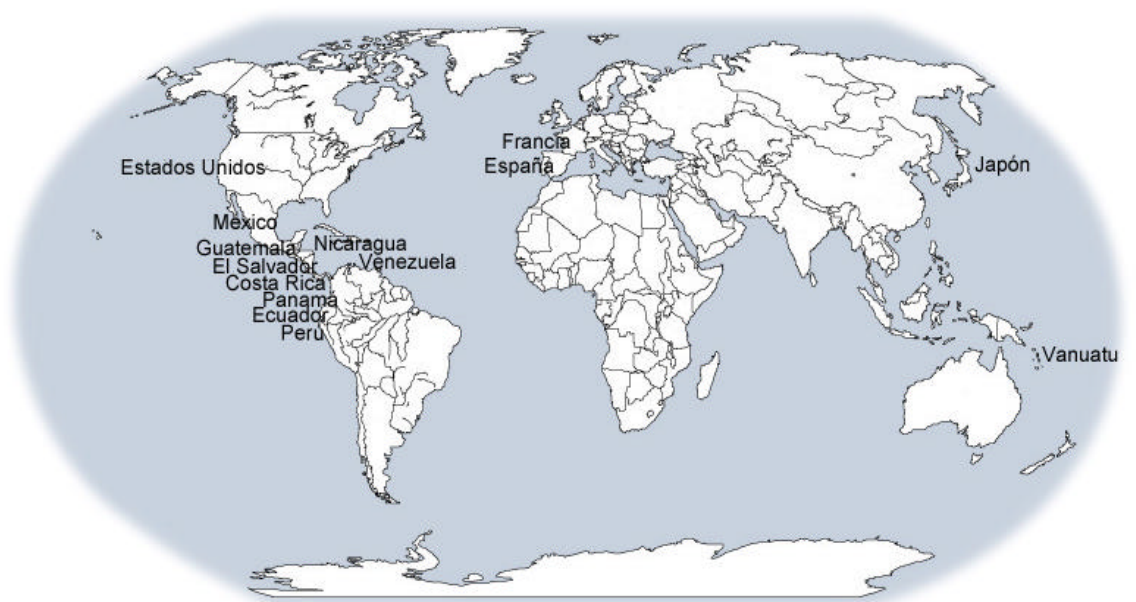 Francia
Estados Unidos
España
Japón
México
Nicaragua
Guatemala
Venezuela
El Salvador
Costa Rica
Panamá
Ecuador
Perú
Vanuatu